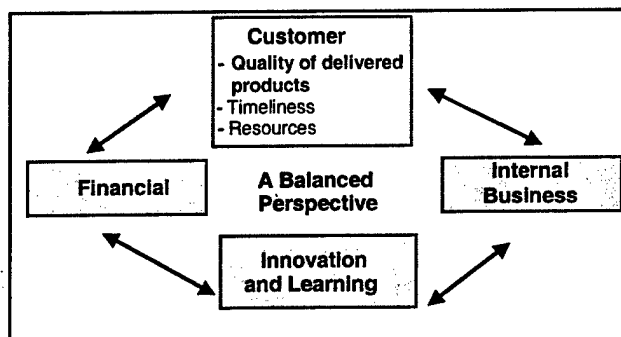 Customer
- Quality of delivered
products
- Timeliness
- Resources
Financial
A Balanced
Perspective
Internal
Business
Innovation
and Learning